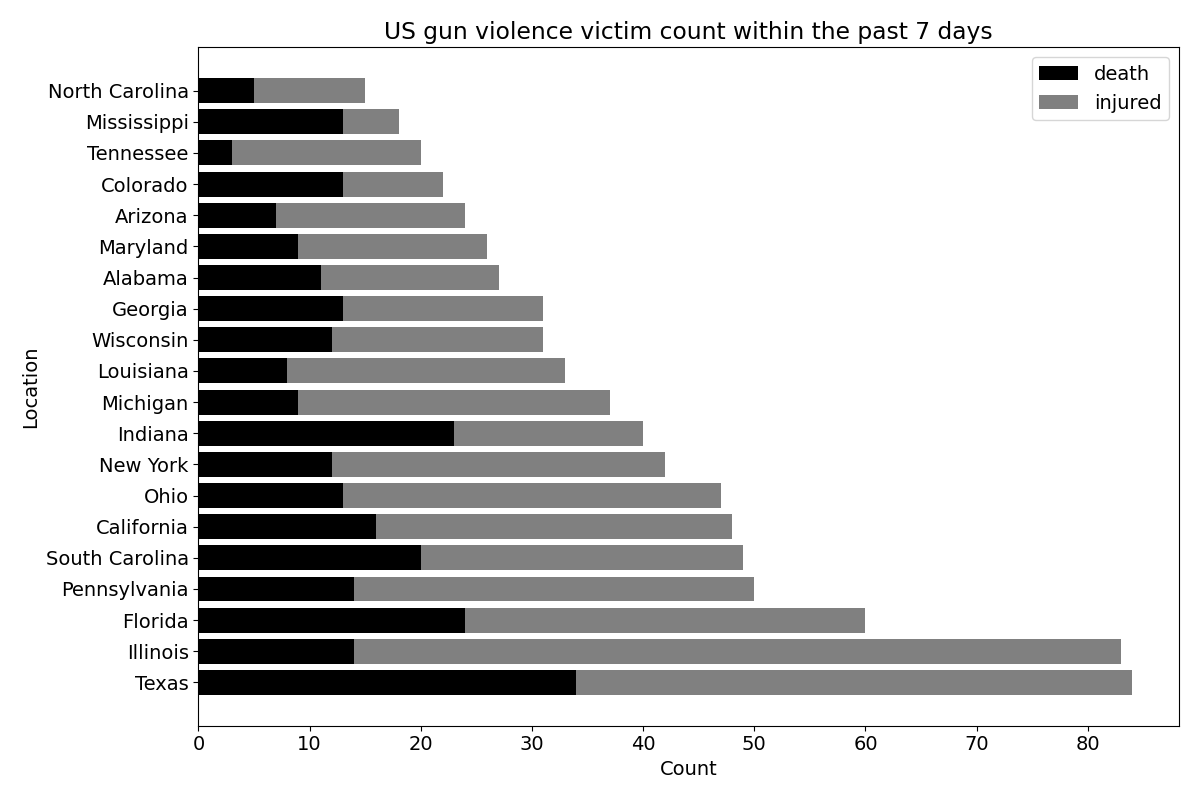 US gun violence victim count within the past 7 days
death
injured
North Carolina
Mississippi
Tennessee
Colorado
Arizona
Maryland
Alabama
Georgia
Wisconsin
Louisiana
Michigan
Indiana
New York
Ohio
California
South Carolina
Pennsylvania
Florida
Illinois
Texas
Location
0 10 20 30 40 50 60 70 80
Count